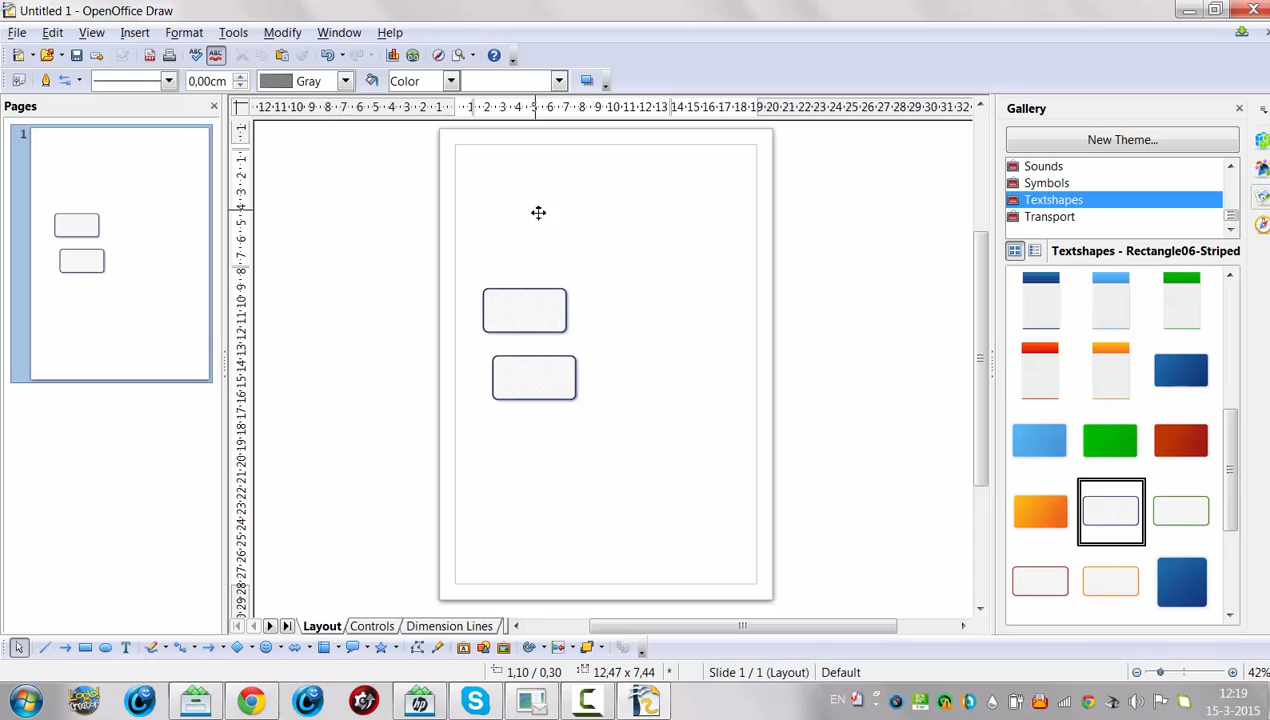 Untitled 1 - OpenOffice Draw
File Edit View Insert Format Tools Modify Window Help
0,00cm Gray Color
Pages
Gallery
1
New Theme...
Sounds
Symbols
Textshapes
Transport
Textshapes - Rectangle06-Striped
Layout Controls Dimension Lines
1,10 / 0,30 12,47 x 7,44 * Slide 1 / 1 (Layout) Default 42%
EN 12:19
15-3-2015